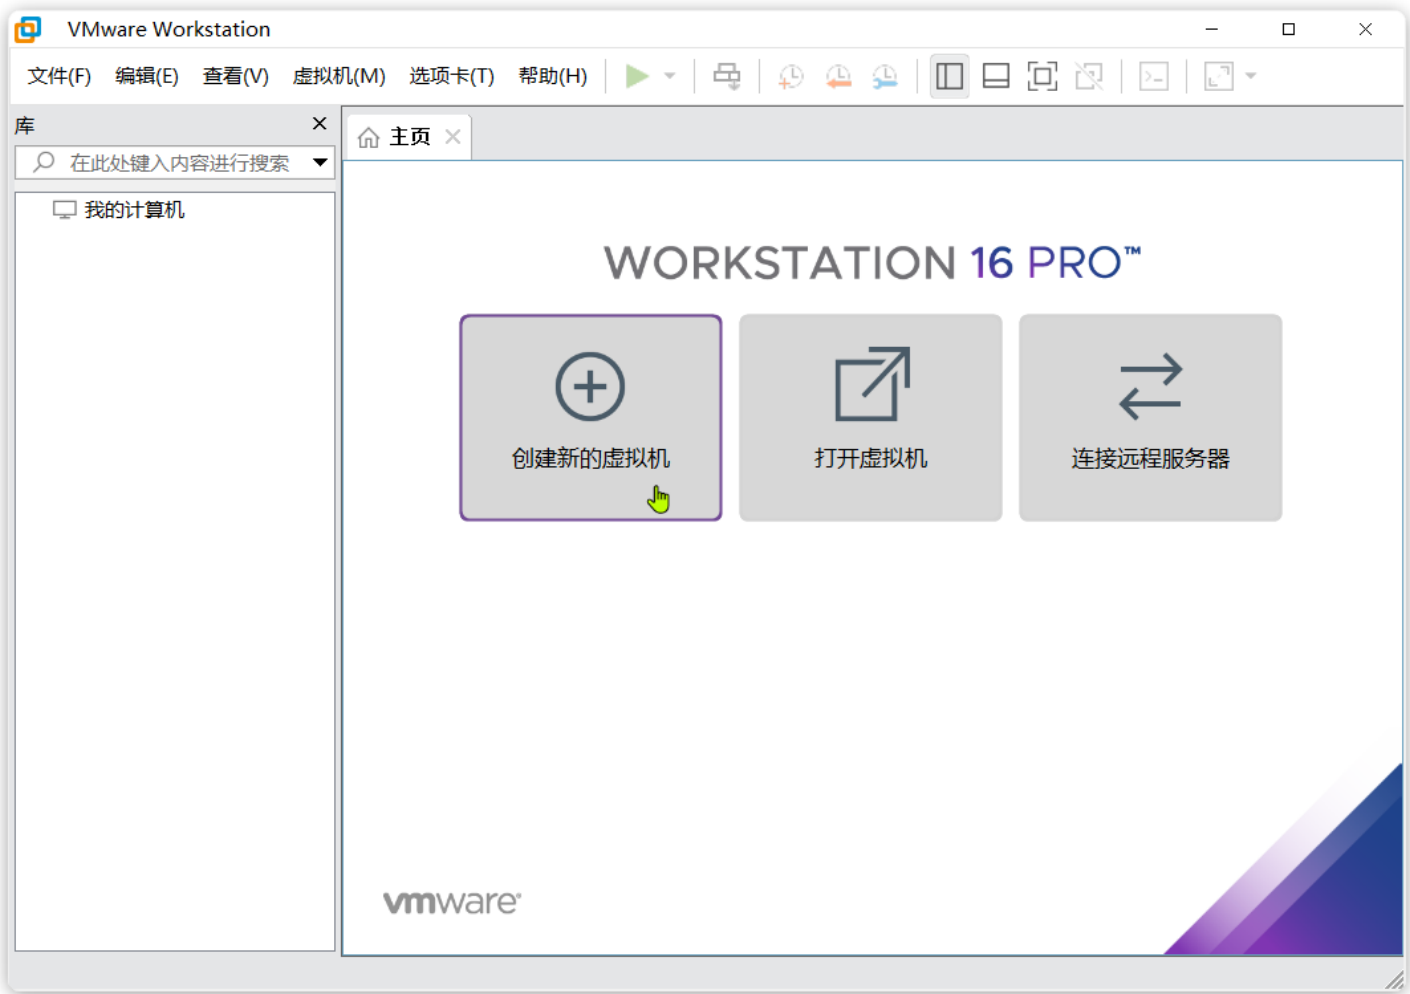 VMware Workstation
文件(F) 编辑(E) 查看(V) 虚拟机(M) 选项卡(T) 帮助(H)
库
主页
在此处键入内容进行搜索
我的计算机
WORKSTATION 16 PRO™
创建新的虚拟机 打开虚拟机 连接远程服务器
vmware®